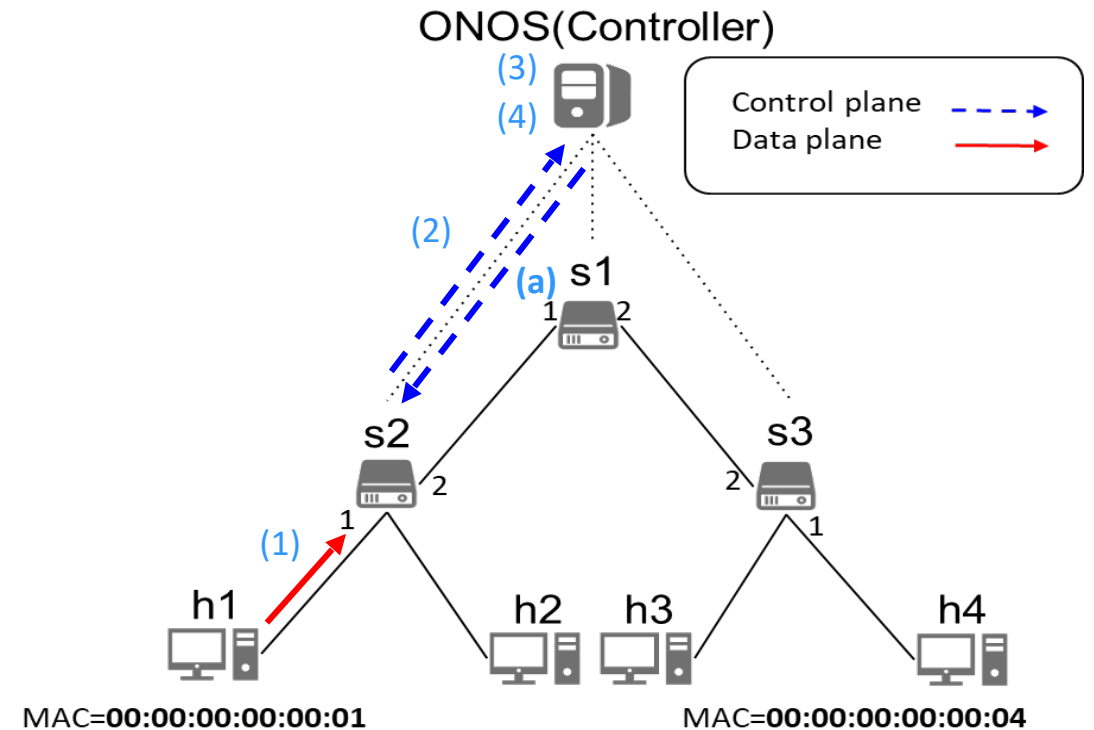 ONOS(Controller)
(3)
(4)
Control plane
Data plane
(2)
(a)
s1
1
2
s2
s3
2
2
1
1
(1)
h1
h2
h3
h4
MAC=00:00:00:00:00:01
MAC=00:00:00:00:00:04